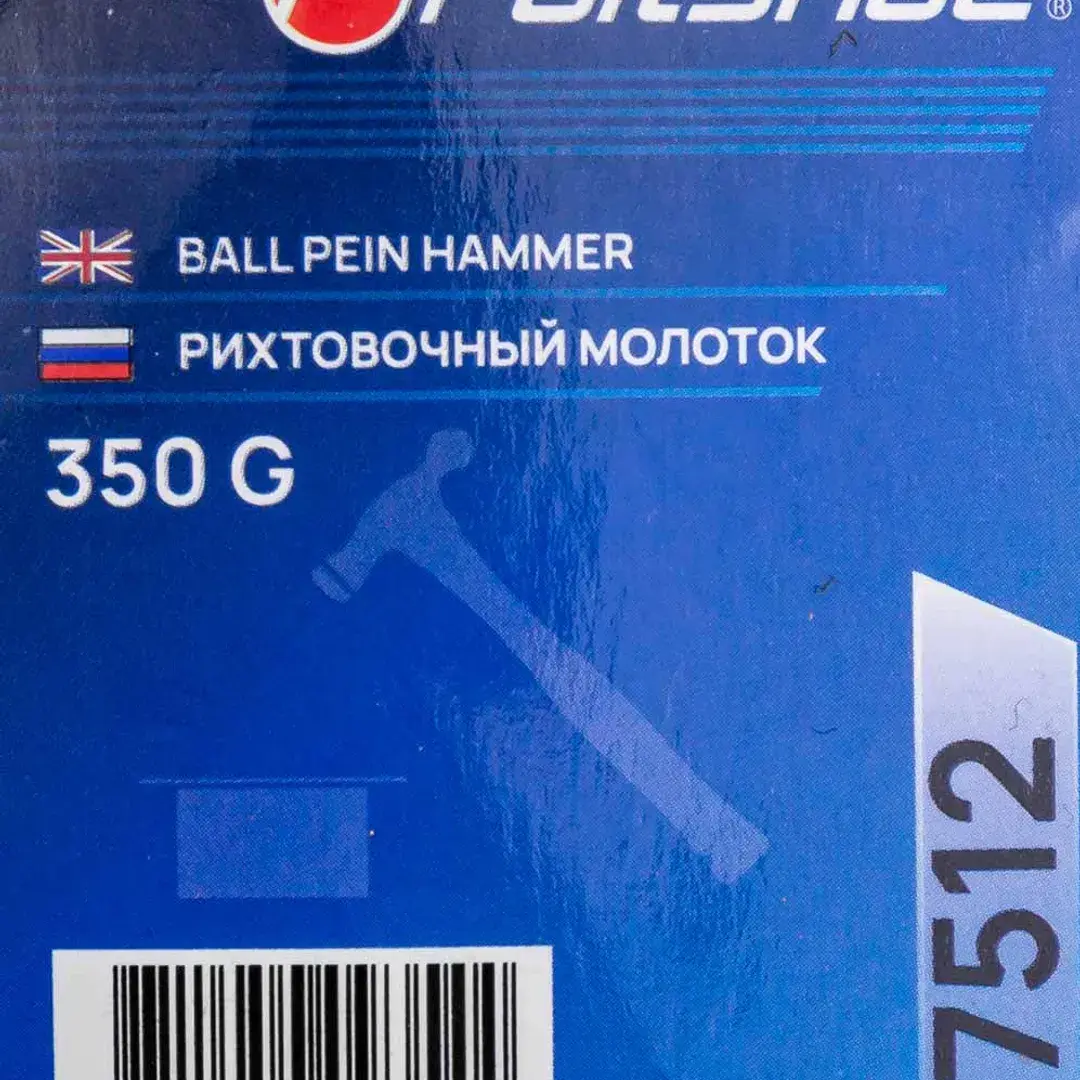 ®
BALL PEIN HAMMER
РИХТОВОЧНЫЙ МОЛОТОК
350 G
7512